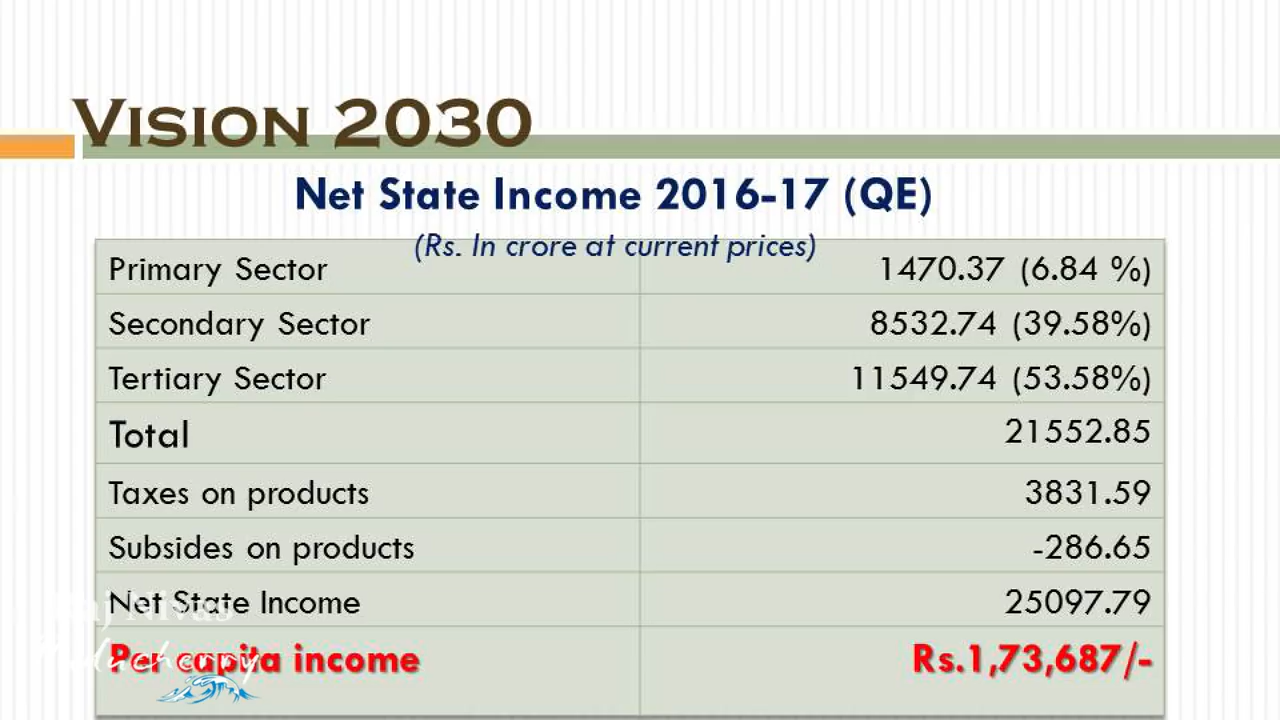 Vision 2030
Net State Income 2016-17 (QE)
(Rs. In crore at current prices)
Primary Sector 1470.37 (6.84 %)
Secondary Sector 8532.74 (39.58%)
Tertiary Sector 11549.74 (53.58%)
Total 21552.85
Taxes on products 3831.59
Subsides on products -286.65
Net State Income 25097.79
Per capita income Rs.1,73,687/-
Raj Nivas
Puducherry